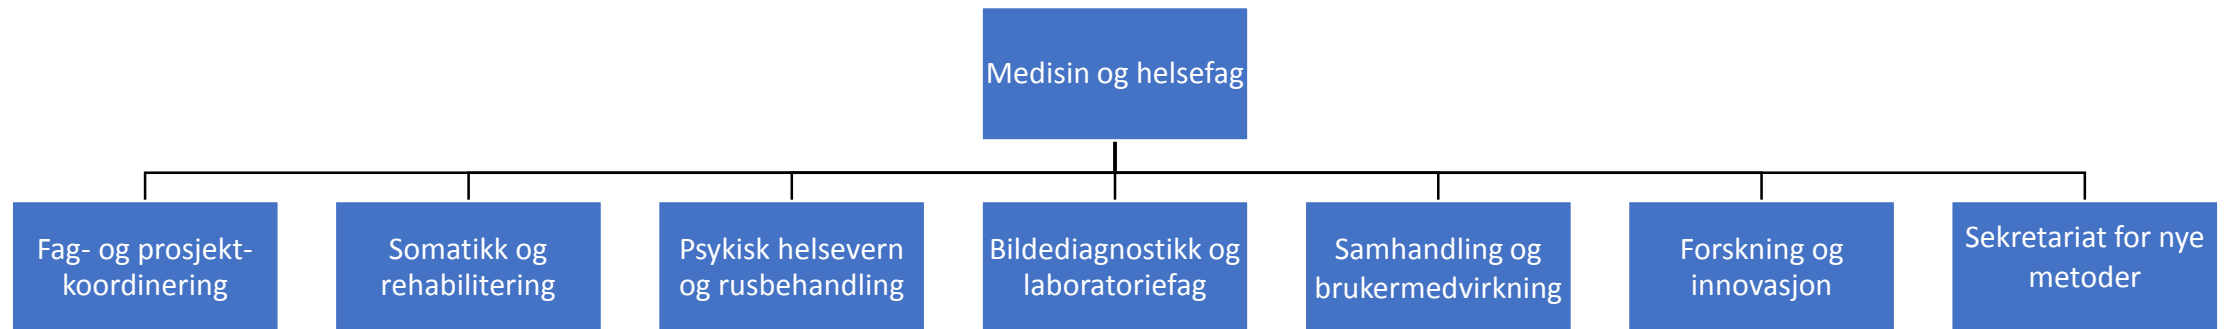 Medisin og helsefag
Fag- og prosjekt-
koordinering
Somatikk og
rehabilitering
Psykisk helsevern
og rusbehandling
Bildediagnostikk og
laboratoriefag
Samhandling og
brukermedvirkning
Forskning og
innovasjon
Sekretariat for nye
metoder